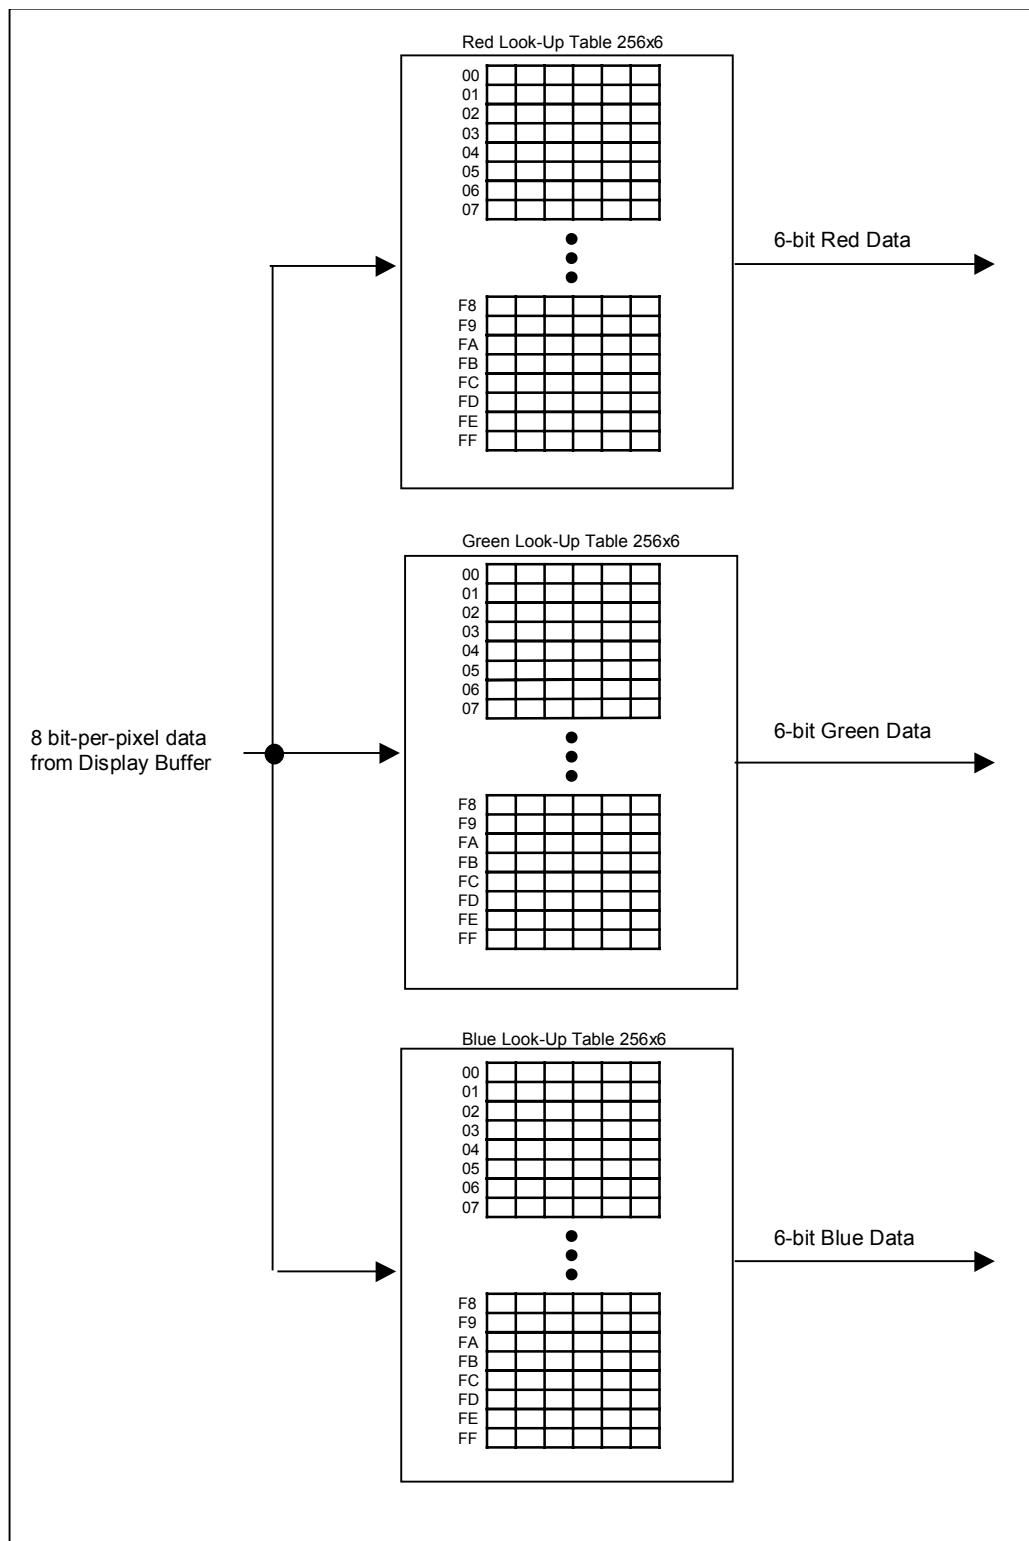 Red Look-Up Table 256x6
00
01
02
03
04
05
06
07
6-bit Red Data
F8
F9
FA
FB
FC
FD
FE
FF
Green Look-Up Table 256x6
00
01
02
03
04
05
06
07
8 bit-per-pixel data
from Display Buffer
6-bit Green Data
F8
F9
FA
FB
FC
FD
FE
FF
Blue Look-Up Table 256x6
00
01
02
03
04
05
06
07
6-bit Blue Data
F8
F9
FA
FB
FC
FD
FE
FF